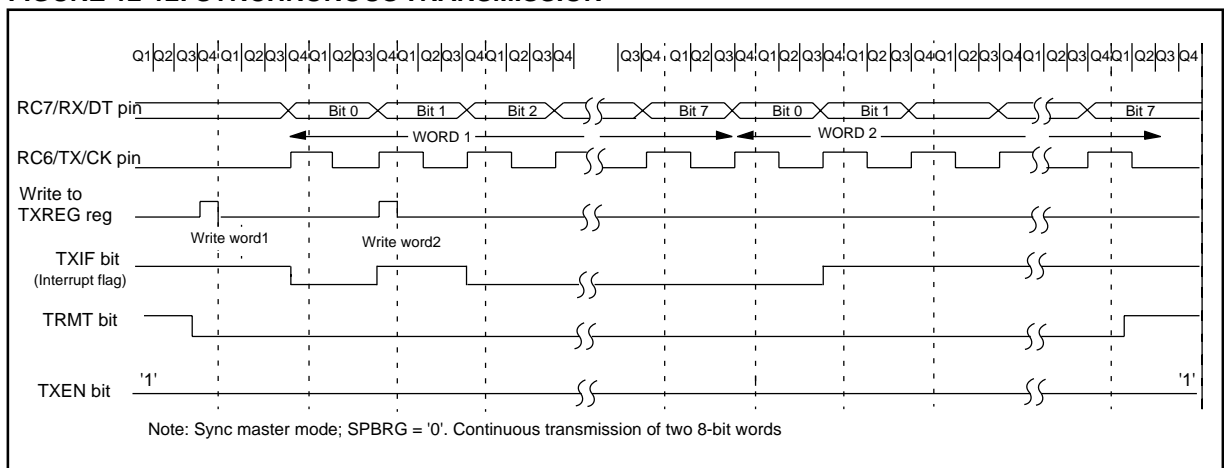 Q1 Q2 Q3 Q4 Q1 Q2 Q3 Q4 Q1 Q2 Q3 Q4 Q1 Q2 Q3 Q4 Q1 Q2 Q3 Q4 Q3 Q4 Q1 Q2 Q3 Q4 Q1 Q2 Q3 Q4 Q1 Q2 Q3 Q4 Q1 Q2 Q3 Q4 Q1 Q2 Q3 Q4 Q1 Q2 Q3 Q4
RC7/RX/DT pin Bit 0 Bit 1 Bit 2 Bit 7 Bit 0 Bit 1 Bit 7
WORD 1 WORD 2
RC6/TX/CK pin
Write to
TXREG reg
Write word1 Write word2
TXIF bit
(Interrupt flag)
TRMT bit
'1' '1'
TXEN bit
Note: Sync master mode; SPBRG = '0'. Continuous transmission of two 8-bit words